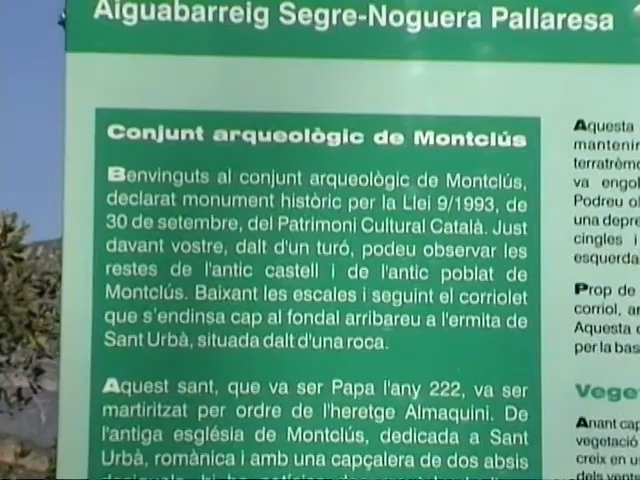 Aiguabarreig Segre-Noguera Pallaresa
Conjunt arqueològic de Montclús
Benvinguts al conjunt arqueològic de Montclús,
declarat monument històric per la Llei 9/1993, de
30 de setembre, del Patrimoni Cultural Català. Just
davant vostre, dalt d'un turó, podeu observar les
restes de l'antic castell i de l'antic poblat de
Montclús. Baixant les escales i seguint el corriolet
que s'endinsa cap al fondal arribareu a l'ermita de
Sant Urbà, situada dalt d'una roca.
Aquest sant, que va ser Papa l'any 222, va ser
martiritzat per ordre de l'heretge Almaquini. De
l'antiga església de Montclús, dedicada a Sant
Urbà, romànica i amb una capçalera de dos absis
Aquesta
mantenir
terratrèm
va engol
Podreu o
una depre
cingles i
esquerda
Prop de
corriol, a
Aquesta
per la bas
Vege
Anant cap
vegetació
creix en u
dels vents